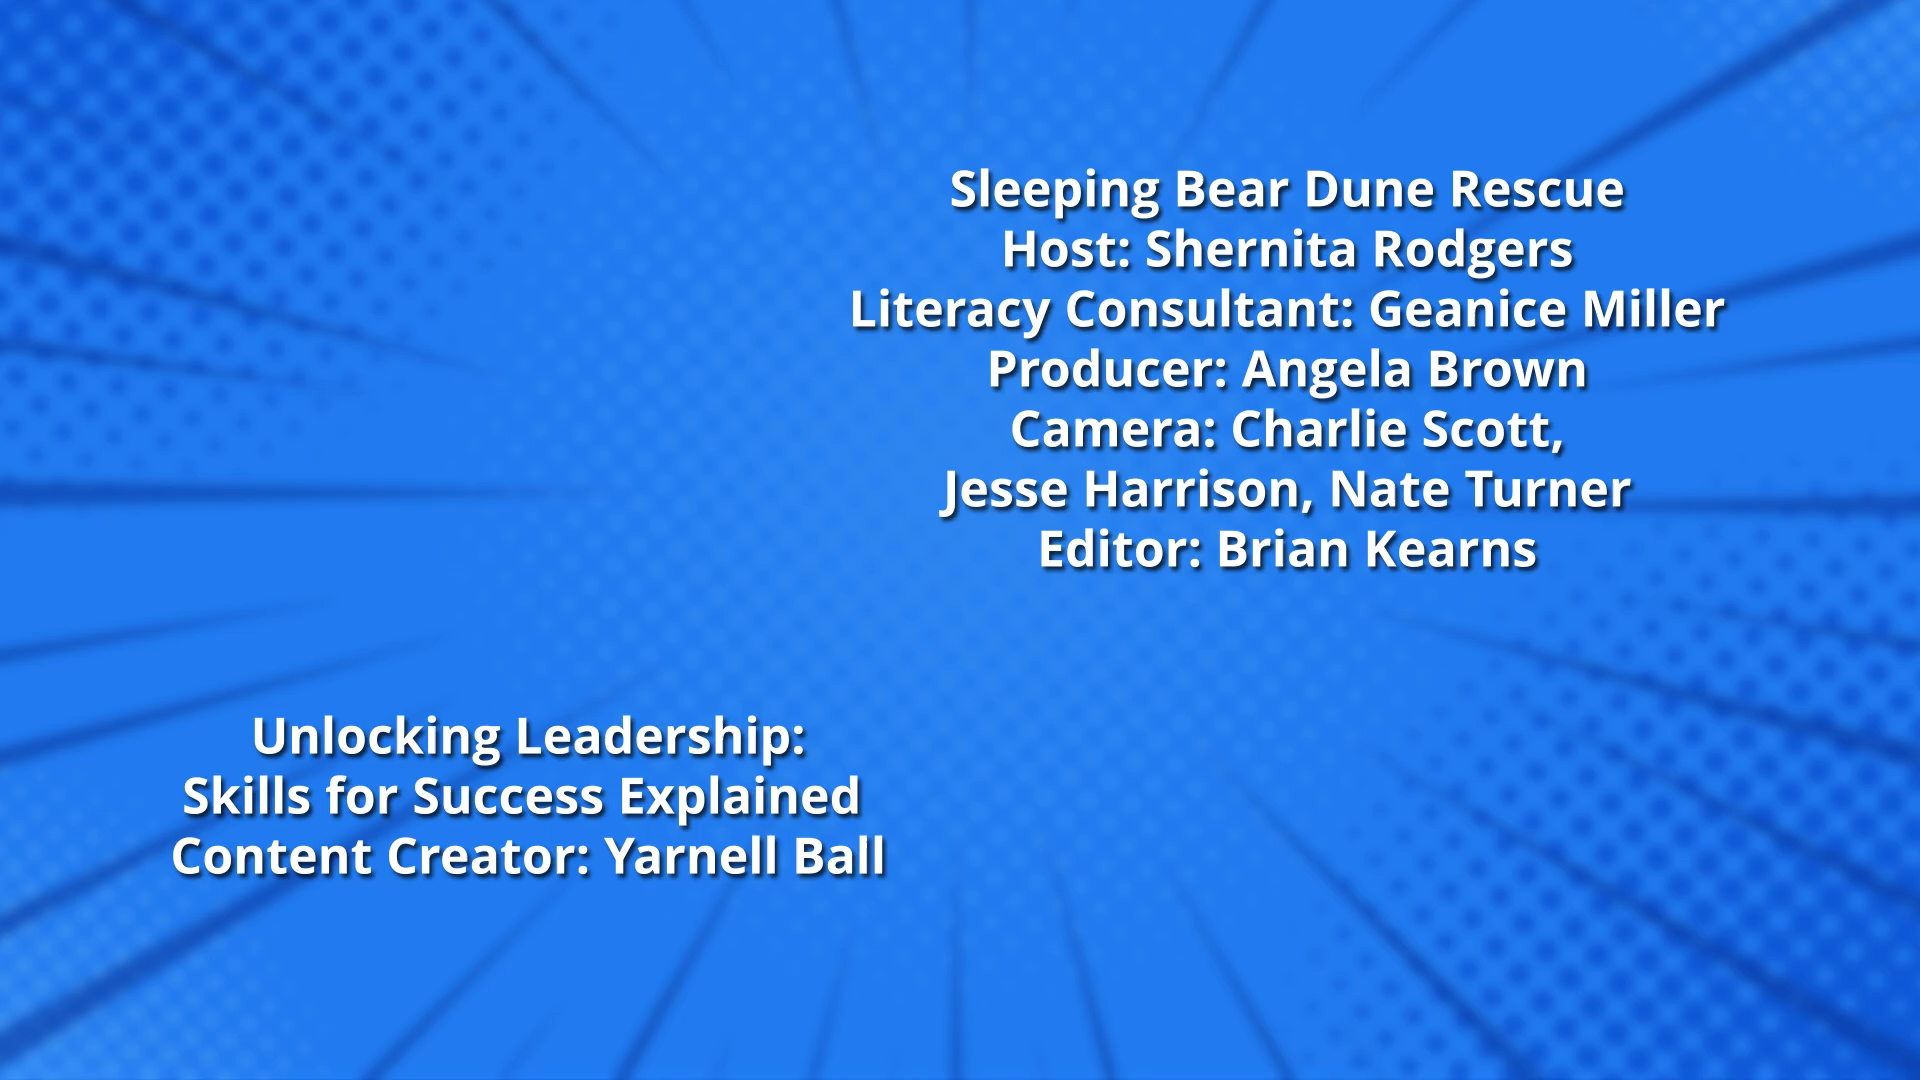 Sleeping Bear Dune Rescue
Host: Shernita Rodgers
Literacy Consultant: Geanice Miller
Producer: Angela Brown
Camera: Charlie Scott,
Jesse Harrison, Nate Turner
Editor: Brian Kearns
Unlocking Leadership:
Skills for Success Explained
Content Creator: Yarnell Ball